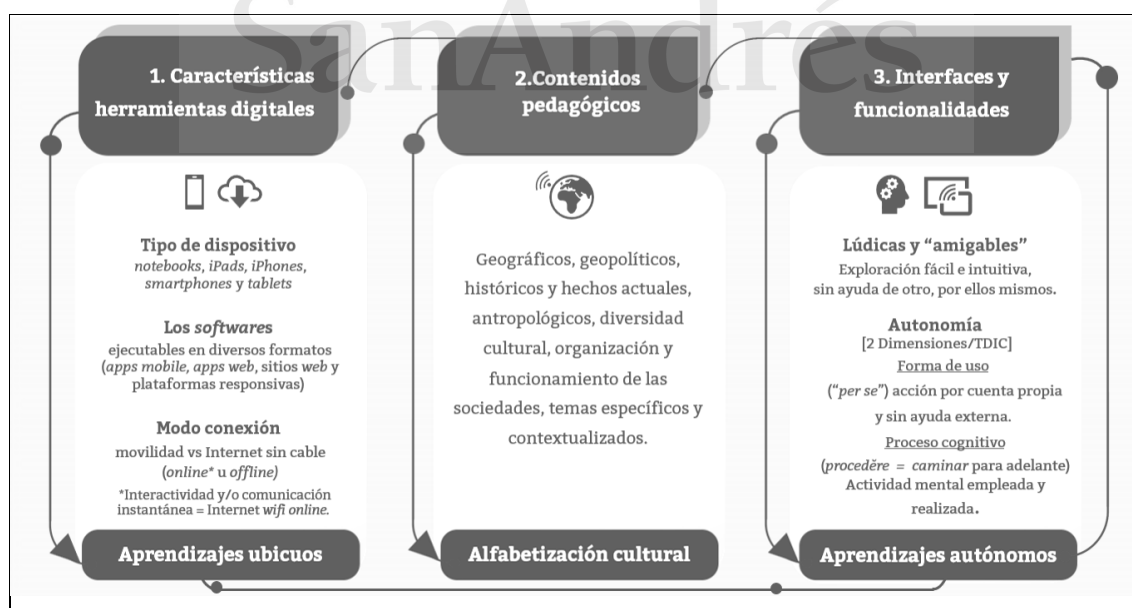 SanAndrés
1. Características
herramientas digitales
Tipo de dispositivo
notebooks, iPads, iPhones,
smartphones y tablets
Los softwares
ejecutables en diversos formatos
(apps mobile, apps web, sitios web y
plataformas responsivas)
Modo conexión
movilidad vs Internet sin cable
(online* u offline)
*Interactividad y/o comunicación
instantánea = Internet wifi online.
Aprendizajes ubicuos
2.Contenidos
pedagógicos
Geográficos, geopolíticos,
históricos y hechos actuales,
antropológicos, diversidad
cultural, organización y
funcionamiento de las
sociedades, temas específicos y
contextualizados.
Alfabetización cultural
3. Interfaces y
funcionalidades
Lúdicas y “amigables”
Exploración fácil e intuitiva,
sin ayuda de otro, por ellos mismos.
Autonomía
[2 Dimensiones/TDIC]
Forma de uso
(“per se”) acción por cuenta propia
y sin ayuda externa.
Proceso cognitivo
(procedĕre = caminar para adelante)
Actividad mental empleada y
realizada.
Aprendizajes autónomos